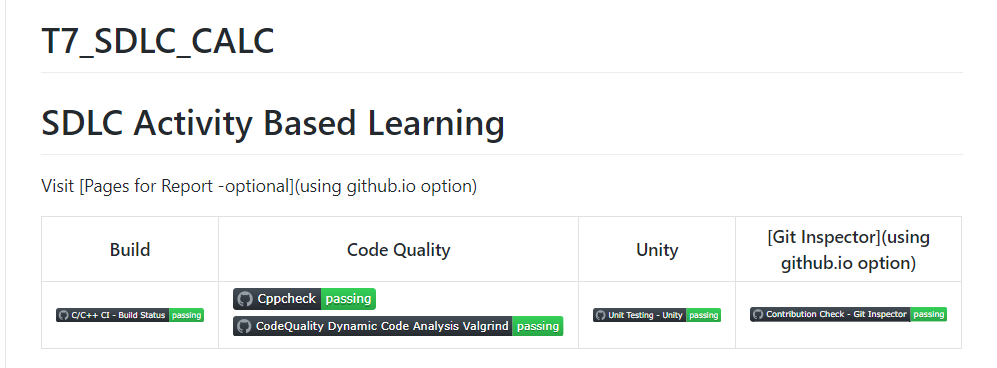 T7_SDLC_CALC
SDLC Activity Based Learning
Visit [Pages for Report -optional](using github.io option)
Build
Code Quality
Unity
[Git Inspector](using
github.io option)
C/C++ CI - Build Status passing
Cppcheck passing
CodeQuality Dynamic Code Analysis Valgrind passing
Unit Testing - Unity passing
Contribution Check - Git Inspector passing